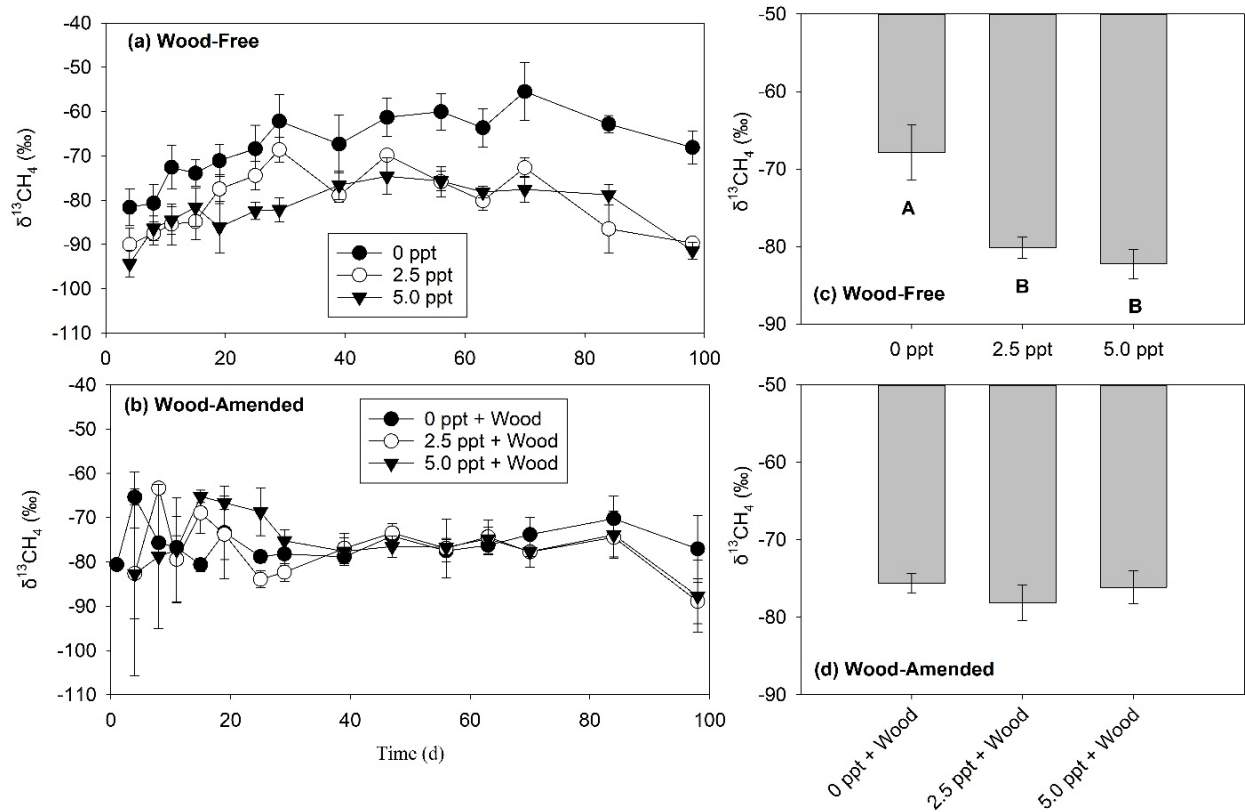 (a) Wood-Free
δ¹³CH₄ (‰)
-40
-50
-60
-70
-80
-90
-100
-110
0 20 40 60 80 100
0 ppt
2.5 ppt
5.0 ppt
(b) Wood-Amended
δ¹³CH₄ (‰)
-40
-50
-60
-70
-80
-90
-100
-110
0 20 40 60 80 100
Time (d)
0 ppt + Wood
2.5 ppt + Wood
5.0 ppt + Wood
δ¹³CH₄ (‰)
-50
-60
-70
-80
-90
A
B
B
(c) Wood-Free
0 ppt 2.5 ppt 5.0 ppt
δ¹³CH₄ (‰)
-50
-60
-70
-80
-90
(d) Wood-Amended
0 ppt + Wood
2.5 ppt + Wood
5.0 ppt + Wood